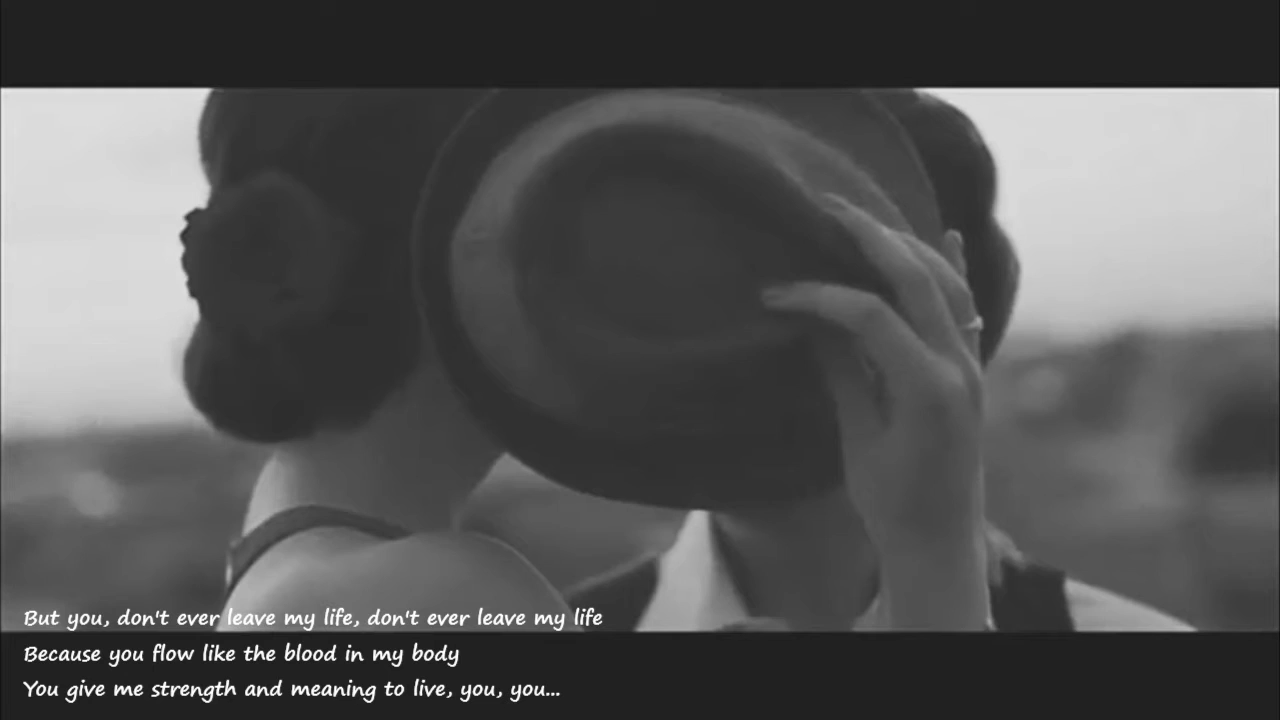 But you, don't ever leave my life, don't ever leave my life
Because you flow like the blood in my body
You give me strength and meaning to live, you, you...